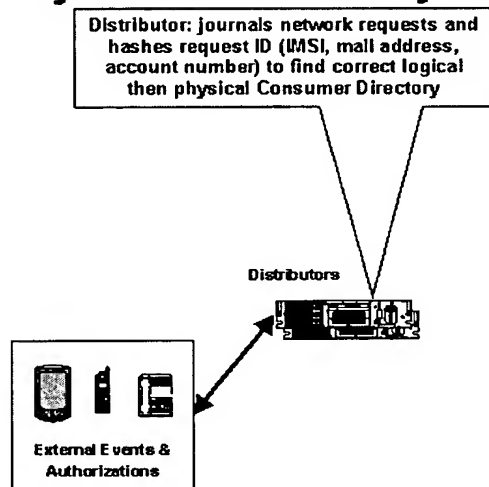 Distributor: journals network requests and
hashes request ID (IMSI, mail address,
account number) to find correct logical
then physical Consumer Directory
Distributors
External Events &
Authorizations